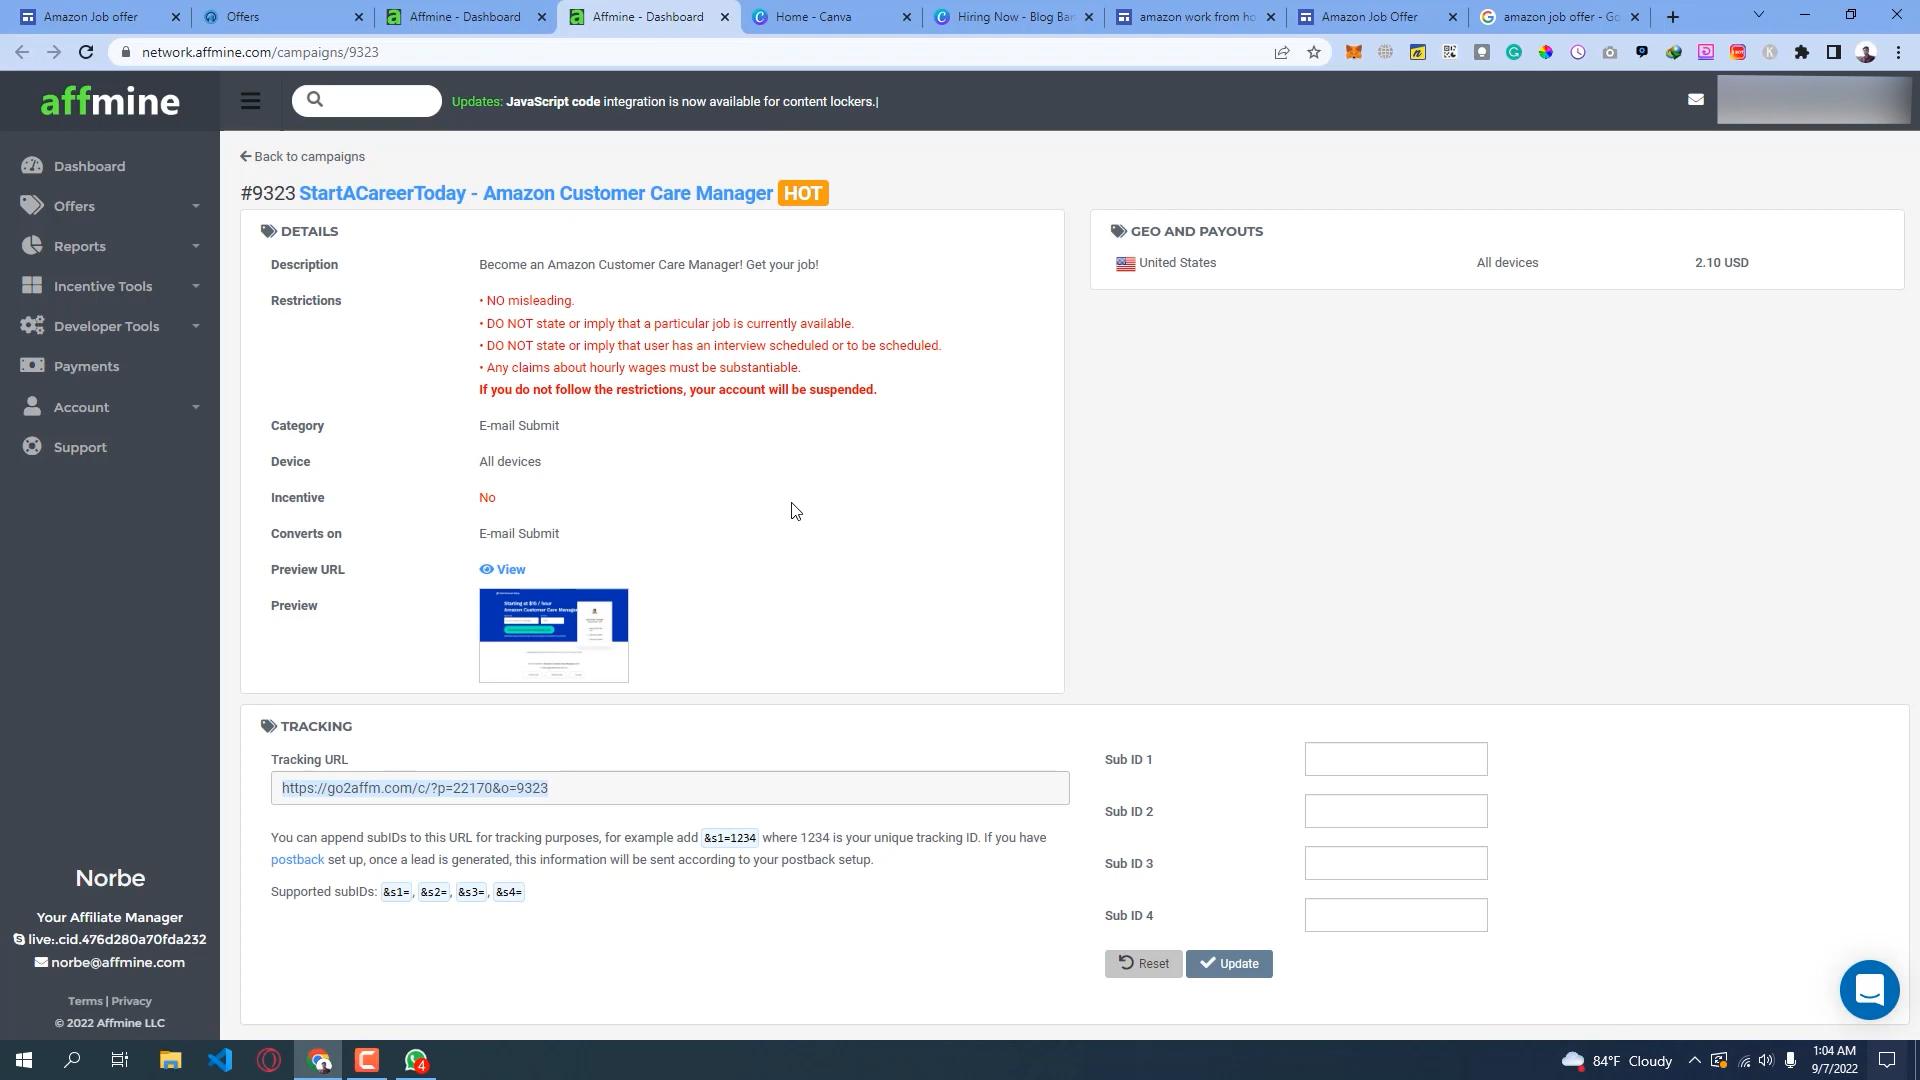 Amazon Job offer
Offers
Affmine - Dashboard
Affmine - Dashboard
Home - Canva
Hiring Now - Blog Ban
amazon work from ho
Amazon Job Offer
amazon job offer - Go
network.affmine.com/campaigns/9323
affmine
Updates: JavaScript code integration is now available for content lockers.|
Dashboard
Offers
Reports
Incentive Tools
Developer Tools
Payments
Account
Support
Norbe
Your Affiliate Manager
live:.cid.476d280a70fda232
norbe@affmine.com
Terms | Privacy
© 2022 Affmine LLC
Back to campaigns
#9323 StartACareerToday - Amazon Customer Care Manager HOT
DETAILS
Description Become an Amazon Customer Care Manager! Get your job!
Restrictions • NO misleading.
• DO NOT state or imply that a particular job is currently available.
• DO NOT state or imply that user has an interview scheduled or to be scheduled.
• Any claims about hourly wages must be substantiable.
If you do not follow the restrictions, your account will be suspended.
Category E-mail Submit
Device All devices
Incentive No
Converts on E-mail Submit
Preview URL View
Preview
Starting at $15 / hour
Amazon Customer Care Manager
GEO AND PAYOUTS
United States All devices 2.10 USD
TRACKING
Tracking URL
https://go2affm.com/c/?p=22170&o=9323
You can append subIDs to this URL for tracking purposes, for example add &s1=1234 where 1234 is your unique tracking ID. If you have
postback set up, once a lead is generated, this information will be sent according to your postback setup.
Supported subIDs: &s1=, &s2=, &s3=, &s4=
Sub ID 1
Sub ID 2
Sub ID 3
Sub ID 4
Reset Update
4
84°F Cloudy
1:04 AM
9/7/2022